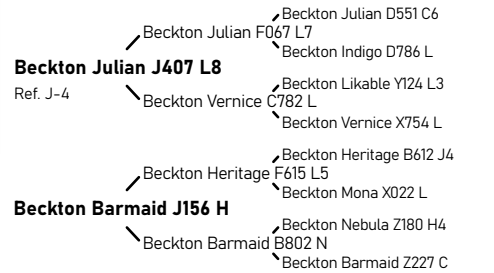 Beckton Julian D551 C6
Beckton Julian F067 L7
Beckton Indigo D786 L
Beckton Julian J407 L8
Ref. J-4
Beckton Likable Y124 L3
Beckton Vernice C782 L
Beckton Vernice X754 L
Beckton Heritage B612 J4
Beckton Heritage F615 L5
Beckton Mona X022 L
Beckton Barmaid J156 H
Beckton Nebula Z180 H4
Beckton Barmaid B802 N
Beckton Barmaid Z227 C